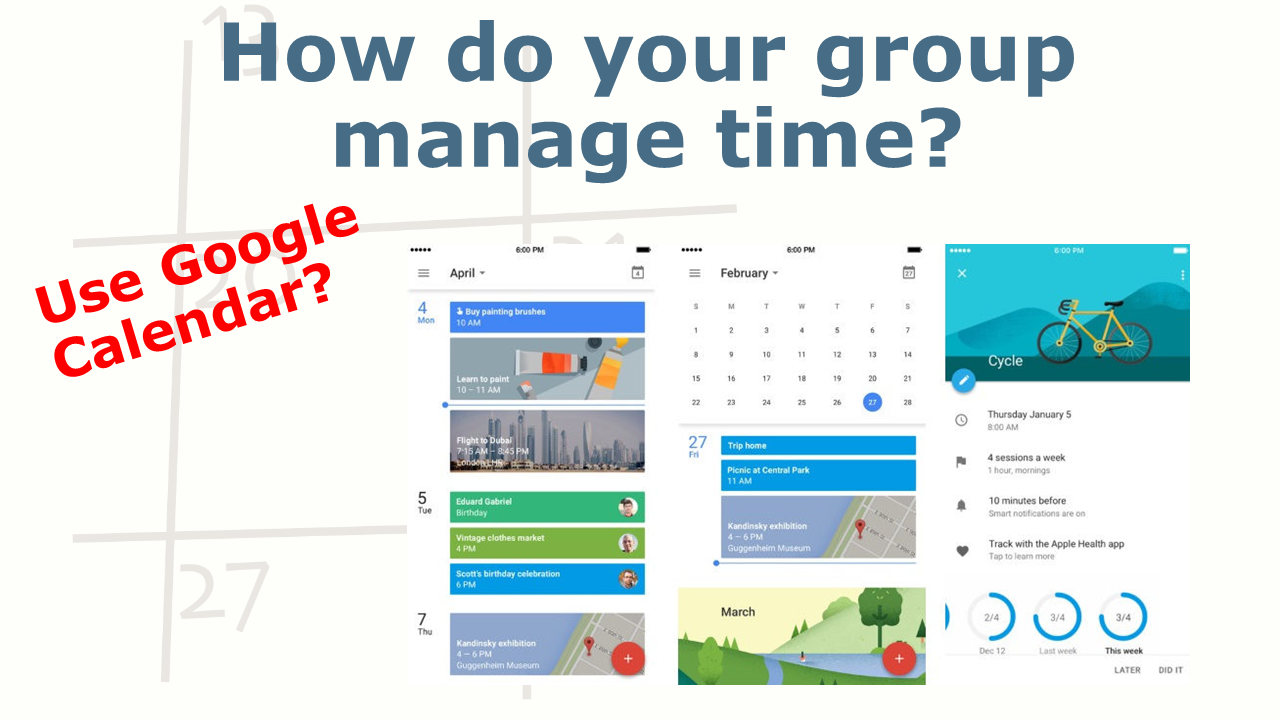 How do your group
manage time?
Use Google
Calendar?
13
20
21
27
6:00 PM
April
4
4
Mon
Buy painting brushes
10 AM
Learn to paint
10 – 11 AM
Flight to Dubai
7:15 AM – 8:45 PM
London LHR
5
Tue
Eduard Gabriel
Birthday
Vintage clothes market
4 PM
Scott's birthday celebration
6 PM
7
Thu
Kandinsky exhibition
4 – 6 PM
Guggenheim Museum
6:00 PM
February
27
S M T W T F S
1 2 3 4 5 6 7
8 9 10 11 12 13 14
15 16 17 18 19 20 21
22 23 24 25 26 27 28
27
Fri
Trip home
Picnic at Central Park
11 AM
Kandinsky exhibition
4 – 6 PM
Guggenheim Museum
March
6:00 PM
Cycle
Thursday January 5
8:00 AM
4 sessions a week
1 hour, mornings
10 minutes before
Smart notifications are on
Track with the Apple Health app
Tap to learn more
2/4 3/4 3/4
Dec 12 Last week This week
LATER DID IT